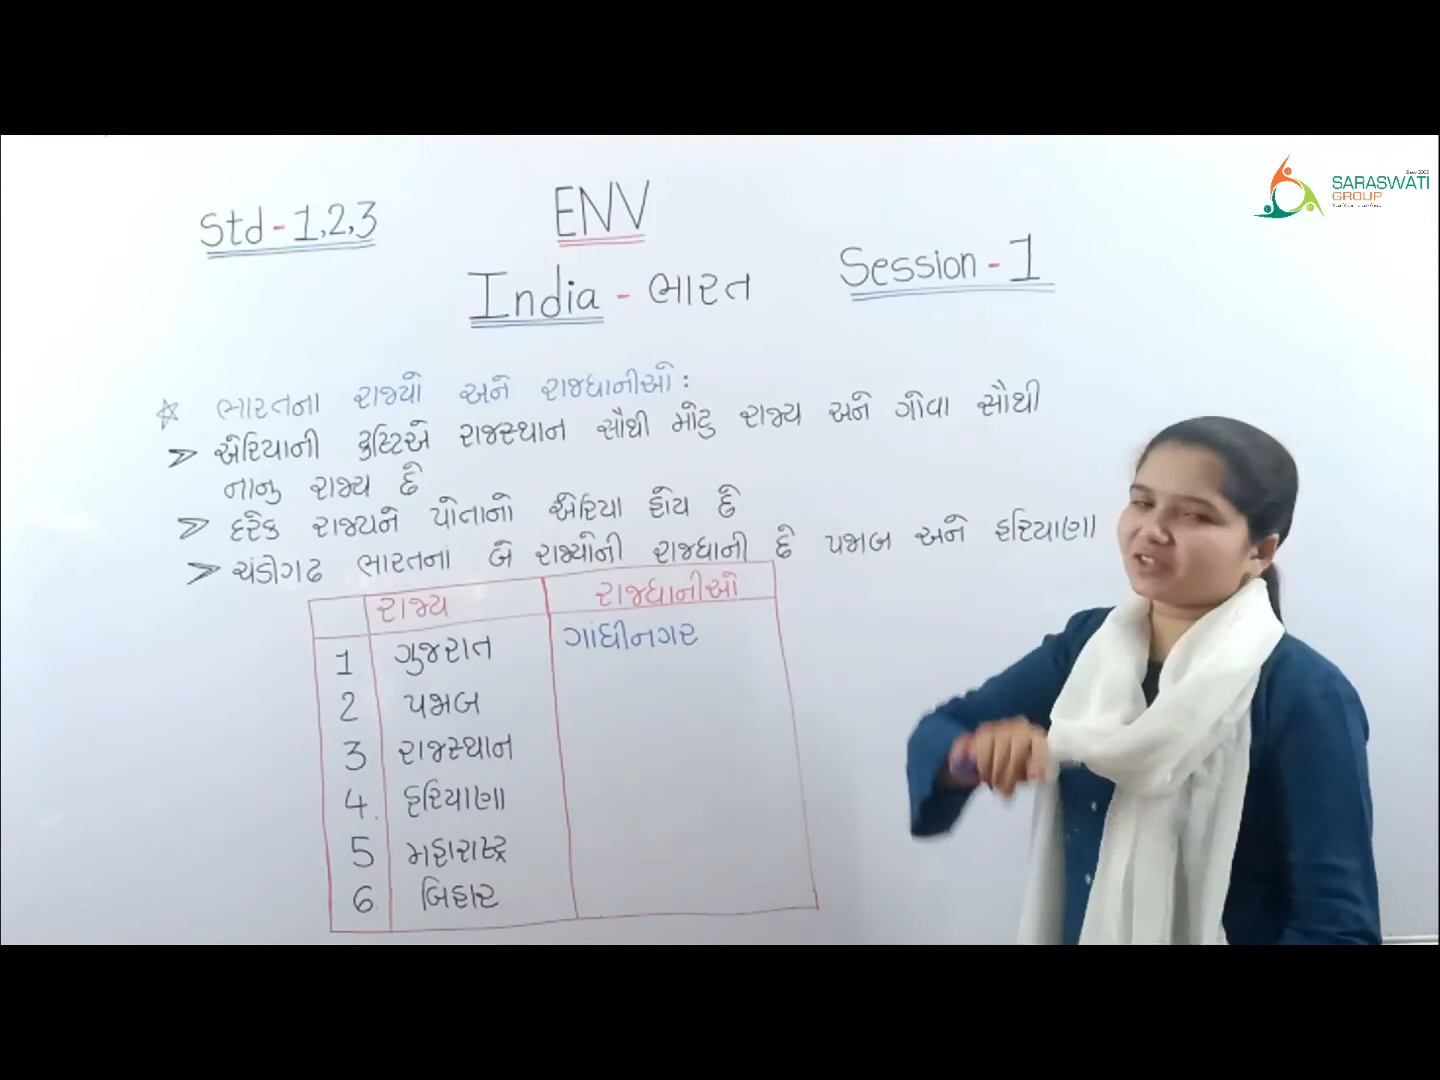 SARASWATI
GROUP
Std-1,2,3
ENV
Session-1
India - ભારત
ભારતના રાજ્યો અને રાજધાનીઓ:
➢ એરિયાની દ્રષ્ટિએ રાજસ્થાન સૌથી મોટુ રાજ્ય અને ગોવા સૌથી
નાનુ રાજ્ય છે
➢ દરેક રાજ્યને પોતાનો એરિયા હોય છે
➢ ચંડીગઢ ભારતના બે રાજ્યોની રાજધાની છે પંજાબ અને હરિયાણા
રાજ્ય રાજધાનીઓ
1 ગુજરાત ગાંધીનગર
2 પંજાબ
3 રાજસ્થાન
4. હરિયાણા
5 મહારાષ્ટ્ર
6 બિહાર